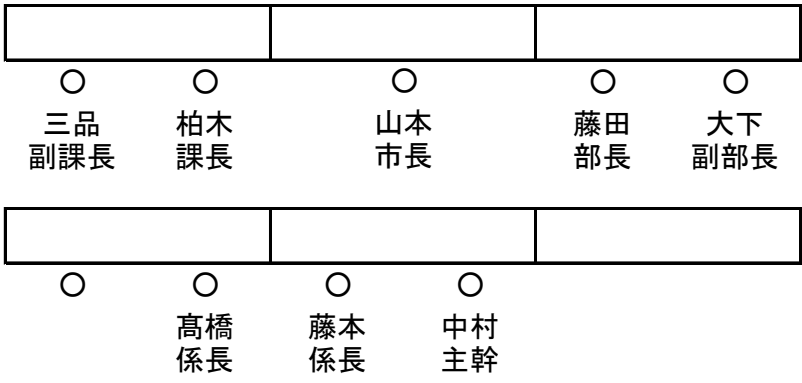 三品 柏木 山本 藤田 大下
副課長 課長 市長 部長 副部長
髙橋 藤本 中村
係長 係長 主幹